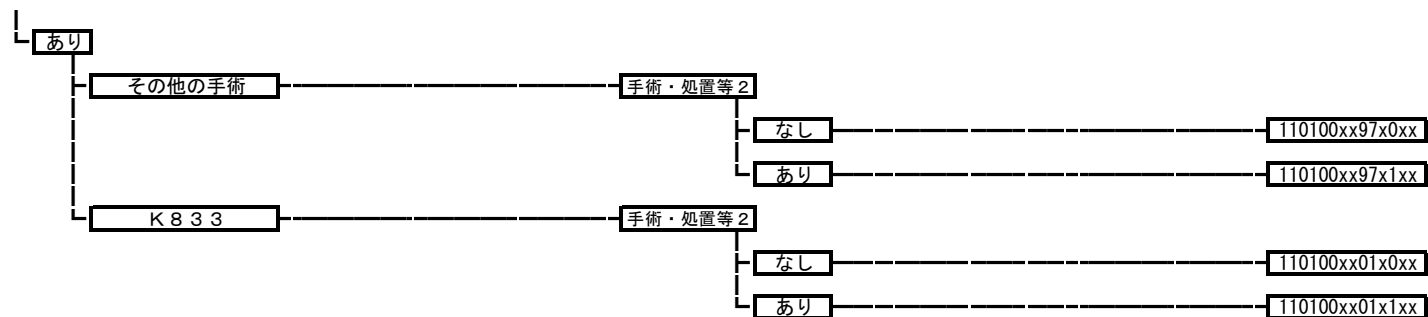 あり
その他の手術 手術・処置等２
なし 110100xx97x0xx
あり 110100xx97x1xx
Ｋ８３３ 手術・処置等２
なし 110100xx01x0xx
あり 110100xx01x1xx